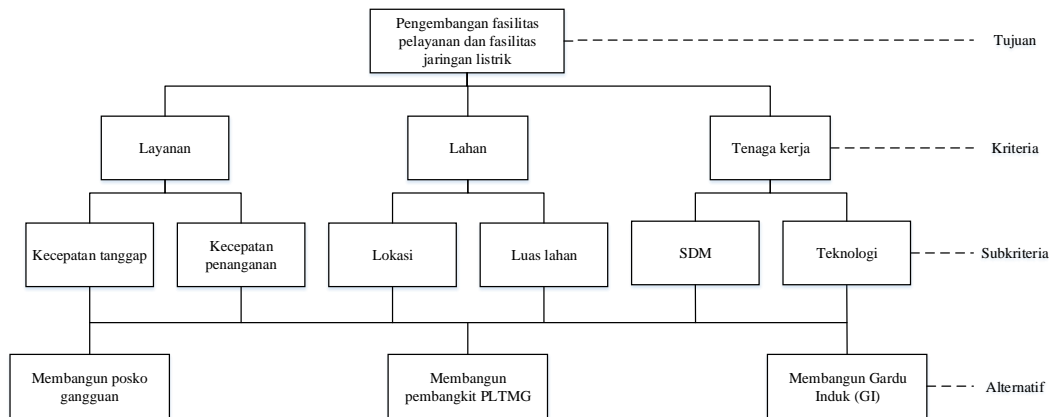 Pengembangan fasilitas
pelayanan dan fasilitas
jaringan listrik
Tujuan
Layanan
Lahan
Tenaga kerja
Kriteria
Kecepatan tanggap
Kecepatan
penanganan
Lokasi
Luas lahan
SDM
Teknologi
Subkriteria
Membangun posko
gangguan
Membangun
pembangkit PLTMG
Membangun Gardu
Induk (GI)
Alternatif